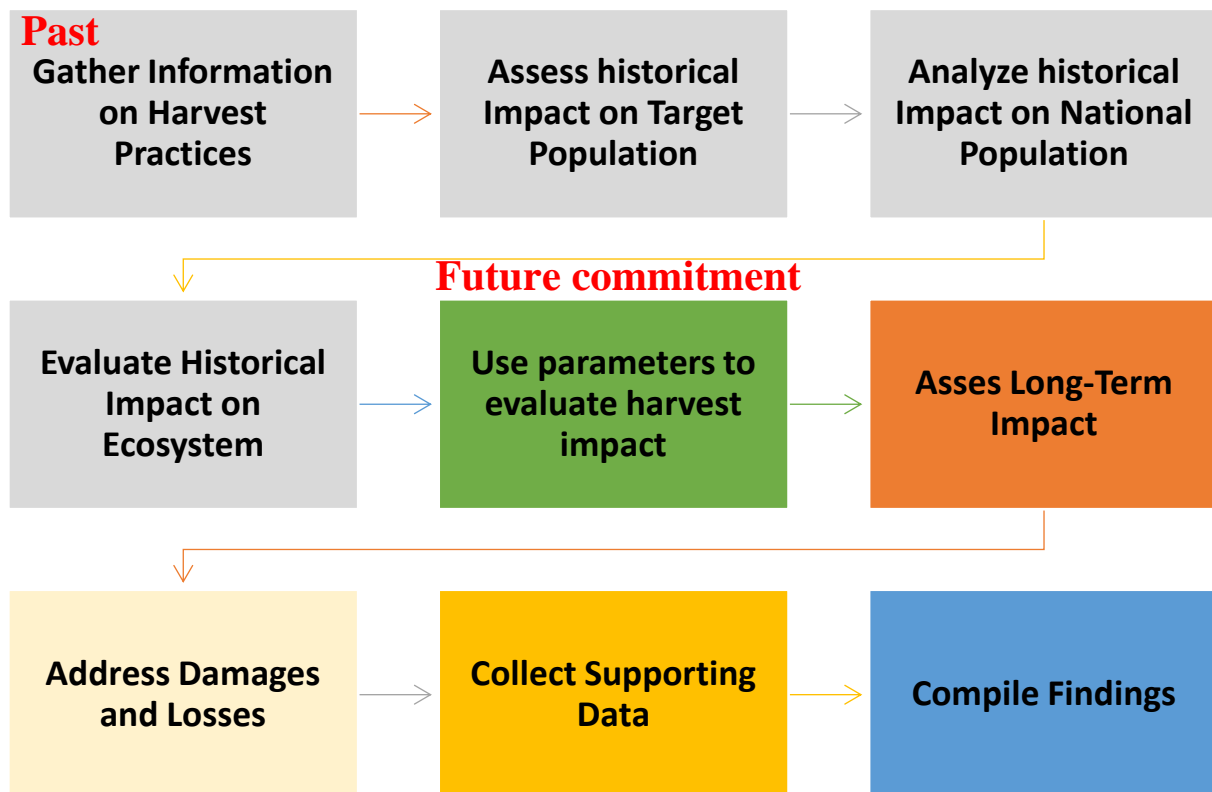 Past
Gather Information
on Harvest
Practices
Assess historical
Impact on Target
Population
Analyze historical
Impact on National
Population
Future commitment
Evaluate Historical
Impact on
Ecosystem
Use parameters to
evaluate harvest
impact
Asses Long-Term
Impact
Address Damages
and Losses
Collect Supporting
Data
Compile Findings